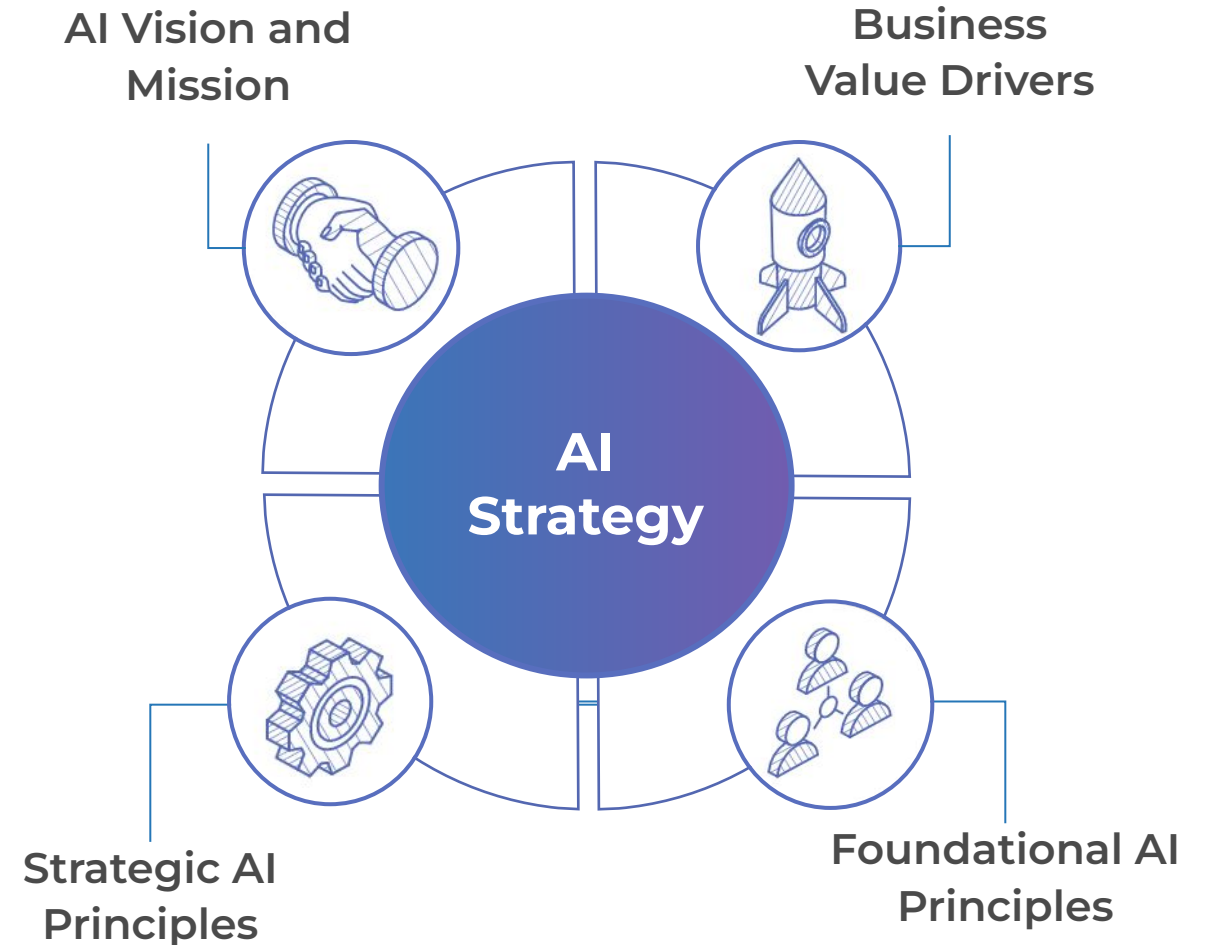 AI Vision and
Mission
Business
Value Drivers
AI
Strategy
Strategic AI
Principles
Foundational AI
Principles